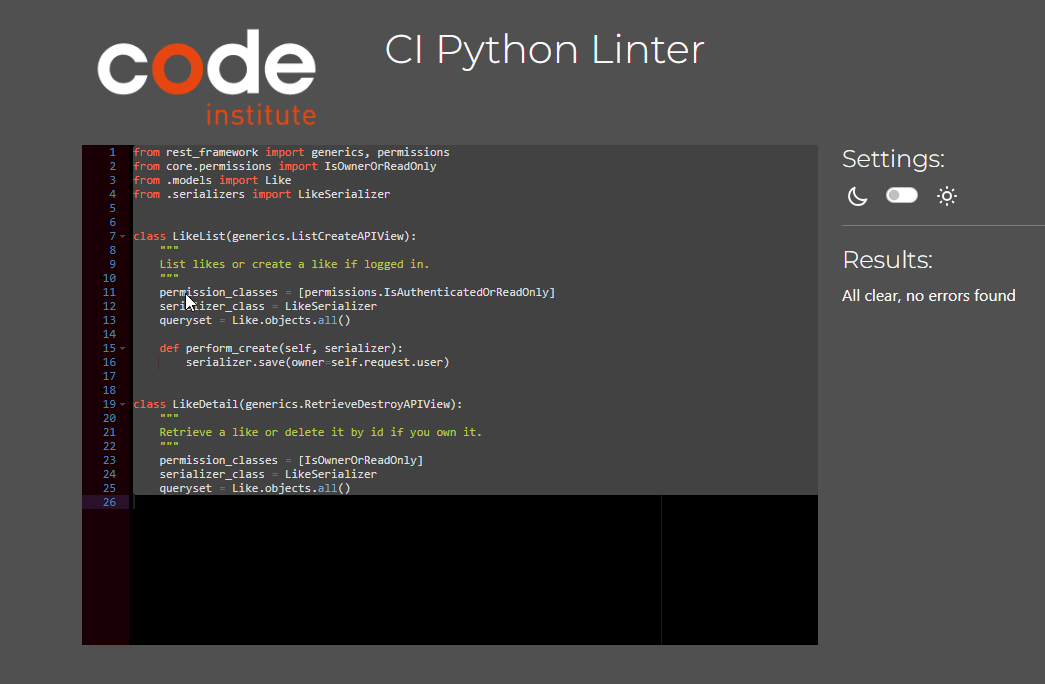 code
institute
CI Python Linter
1 from rest_framework import generics, permissions
2 from core.permissions import IsOwnerOrReadOnly
3 from .models import Like
4 from .serializers import LikeSerializer
5
6
7 class LikeList(generics.ListCreateAPIView):
8     """
9     List likes or create a like if logged in.
10     """
11     permission_classes = [permissions.IsAuthenticatedOrReadOnly]
12     serializer_class = LikeSerializer
13     queryset = Like.objects.all()
14
15     def perform_create(self, serializer):
16         serializer.save(owner=self.request.user)
17
18
19 class LikeDetail(generics.RetrieveDestroyAPIView):
20     """
21     Retrieve a like or delete it by id if you own it.
22     """
23     permission_classes = [IsOwnerOrReadOnly]
24     serializer_class = LikeSerializer
25     queryset = Like.objects.all()
26
Settings:
Results:
All clear, no errors found